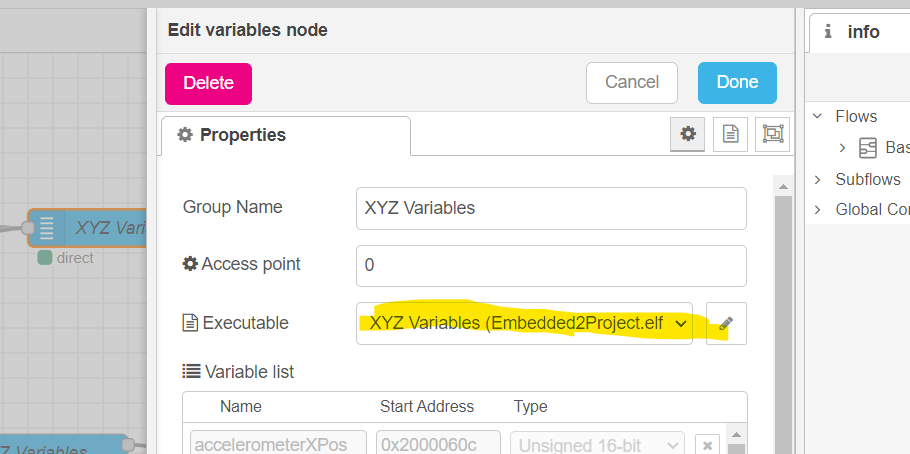 Edit variables node
info
Delete
Cancel
Done
Properties
Flows
Bas
Subflows
Global Con
Group Name
XYZ Variables
XYZ Vari
direct
Access point
0
Executable
XYZ Variables (Embedded2Project.elf
Variable list
Name Start Address Type
accelerometerXPos 0x2000060c Unsigned 16-bit
Z Variables